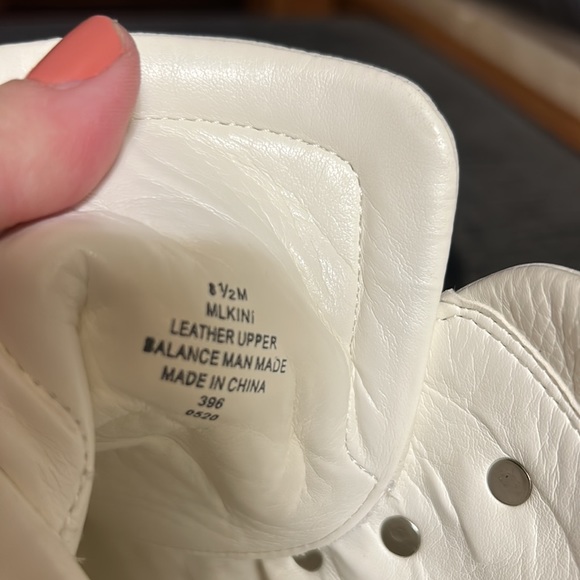 8 ½M
MLKINI
LEATHER UPPER
BALANCE MAN MADE
MADE IN CHINA
396
0520